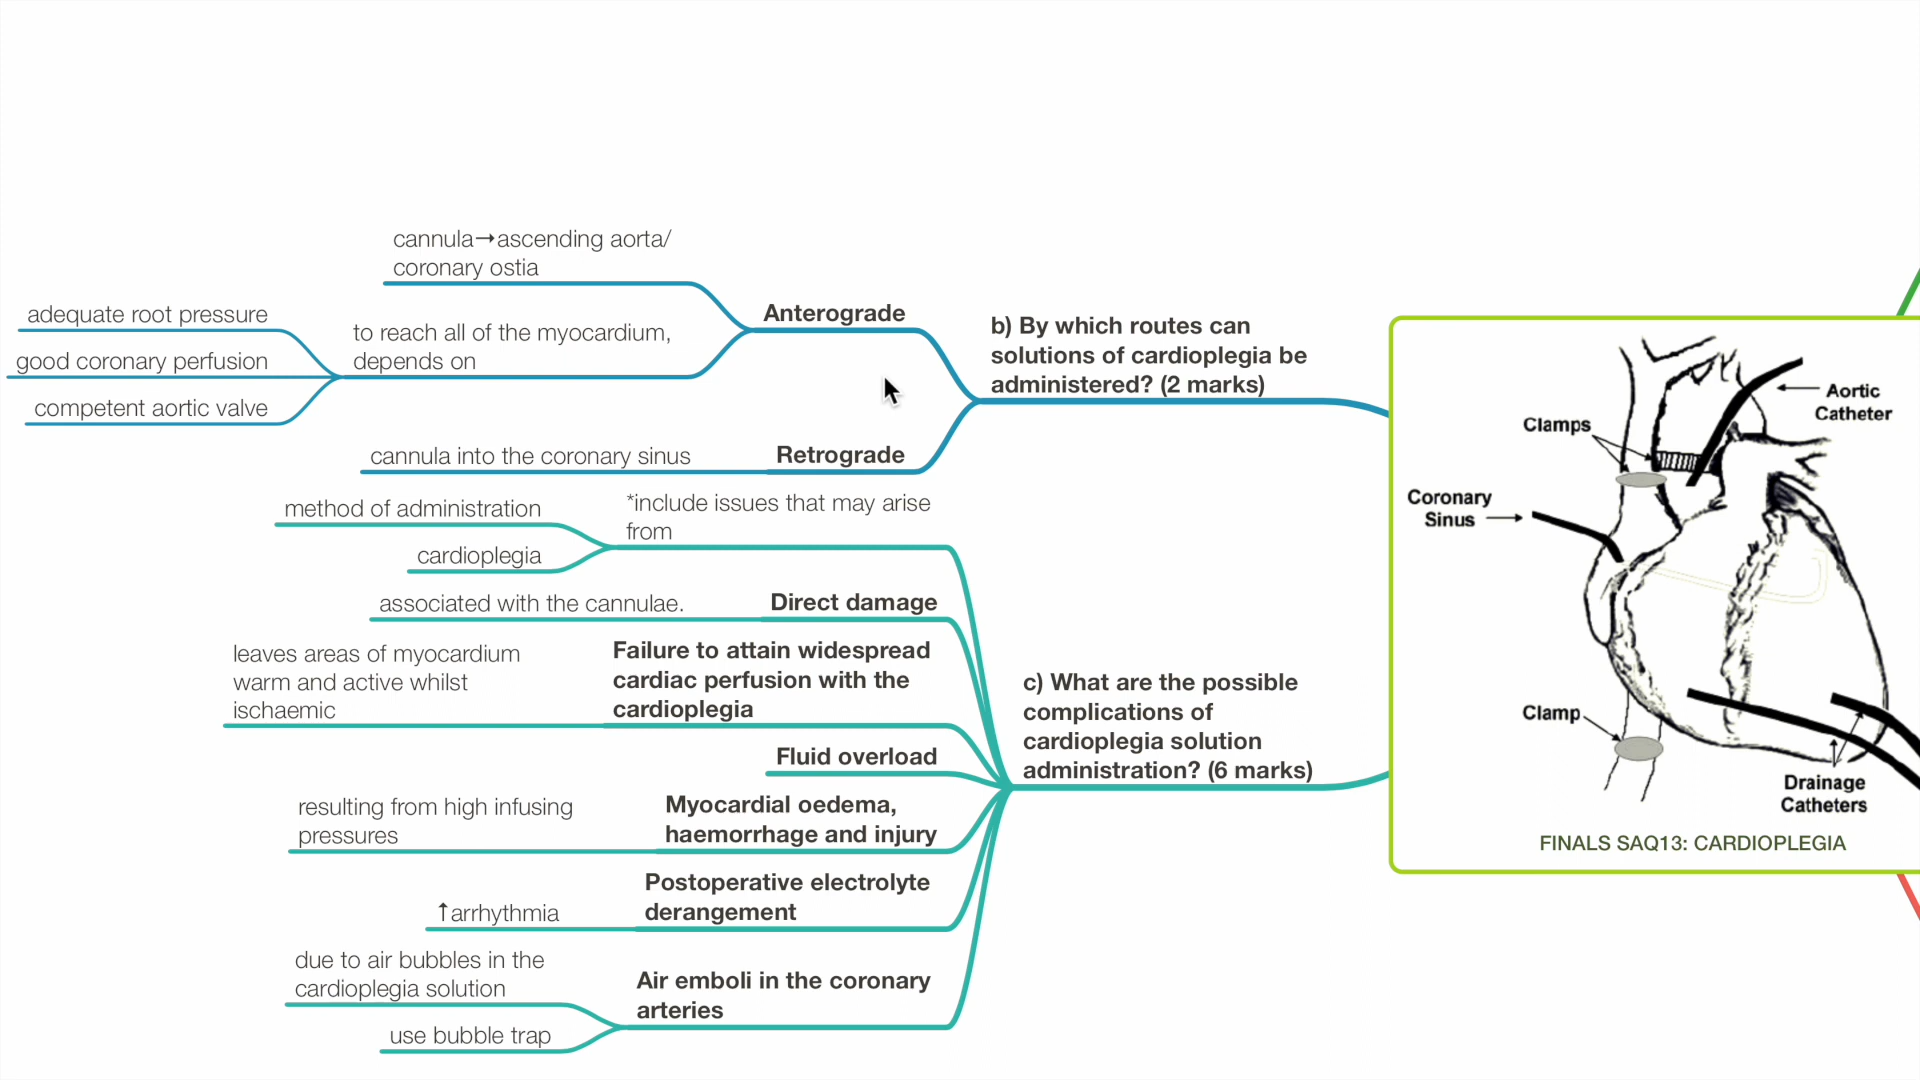 cannula→ascending aorta/
coronary ostia
Anterograde
adequate root pressure
good coronary perfusion
competent aortic valve
to reach all of the myocardium,
depends on
b) By which routes can
solutions of cardioplegia be
administered? (2 marks)
cannula into the coronary sinus
Retrograde
method of administration
cardioplegia
*include issues that may arise
from
associated with the cannulae.
Direct damage
leaves areas of myocardium
warm and active whilst
ischaemic
Failure to attain widespread
cardiac perfusion with the
cardioplegia
c) What are the possible
complications of
cardioplegia solution
administration? (6 marks)
Fluid overload
resulting from high infusing
pressures
Myocardial oedema,
haemorrhage and injury
↑arrhythmia
Postoperative electrolyte
derangement
due to air bubbles in the
cardioplegia solution
use bubble trap
Air emboli in the coronary
arteries
Aortic
Catheter
Clamps
Coronary
Sinus
Clamp
Drainage
Catheters
FINALS SAQ13: CARDIOPLEGIA